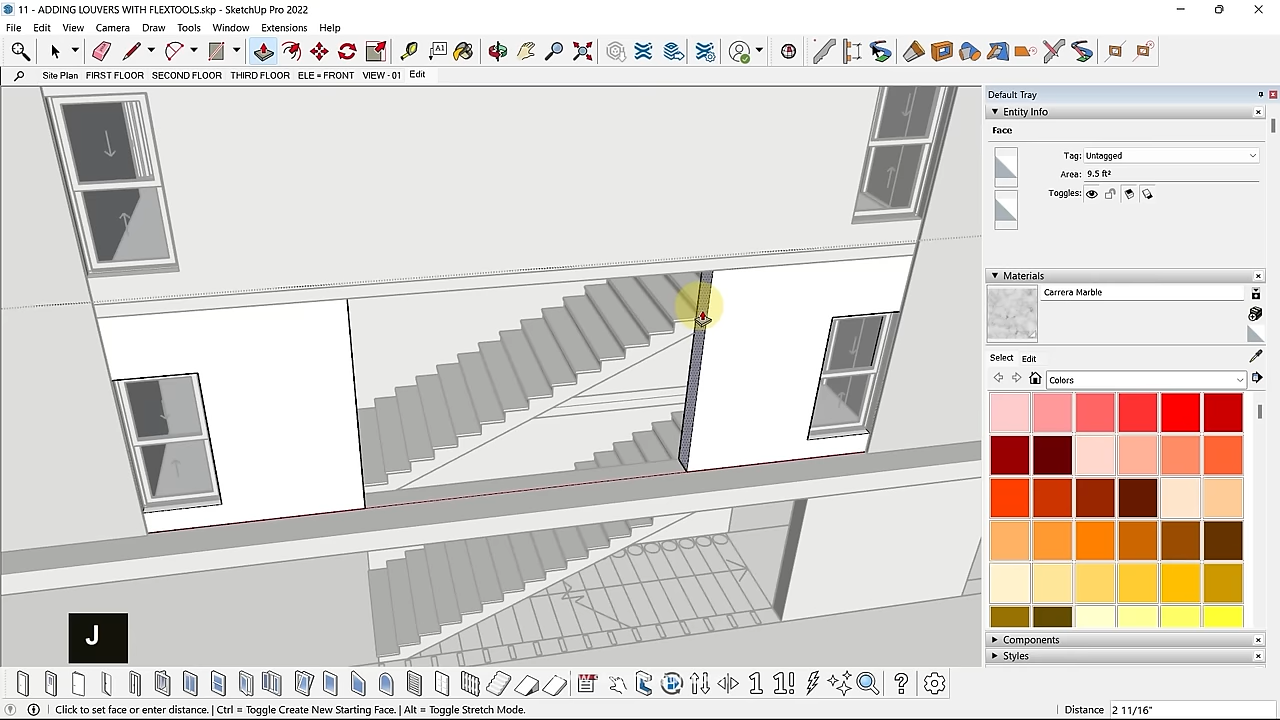 11 - ADDING LOUVERS WITH FLEXTOOLS.skp - SketchUp Pro 2022
File Edit View Camera Draw Tools Window Extensions Help
Site Plan FIRST FLOOR SECOND FLOOR THIRD FLOOR ELE = FRONT VIEW - 01 Edit
Default Tray
Entity Info
Face
Tag: Untagged
Area: 9.5 ft²
Toggles:
Materials
Carrera Marble
Select Edit
Colors
Components
Styles
J
Click to set face or enter distance. | Ctrl = Toggle Create New Starting Face. | Alt = Toggle Stretch Mode.
Distance 2 11/16"